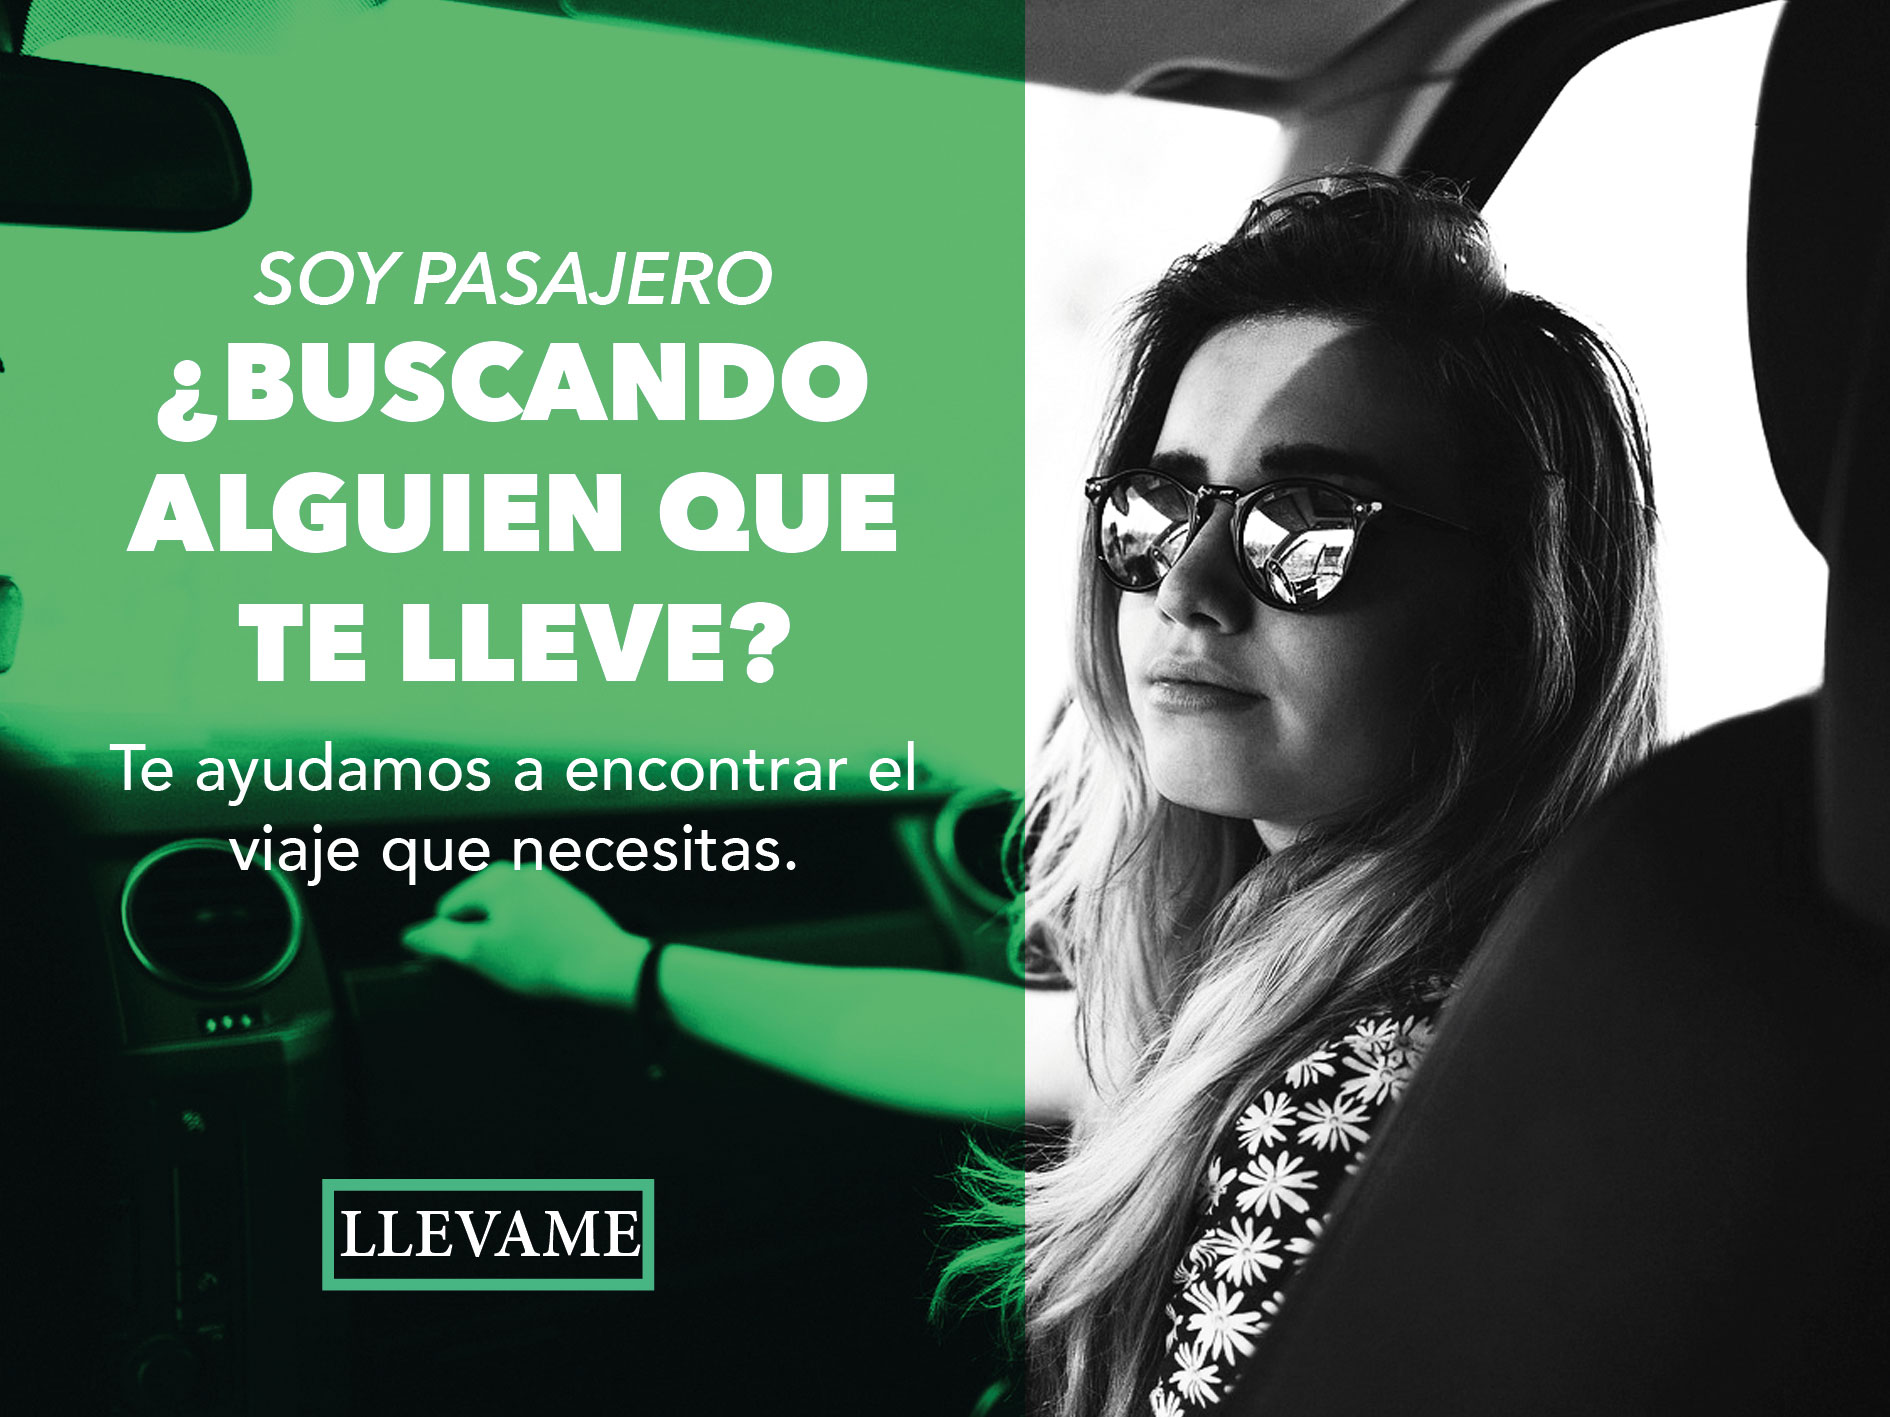 SOY PASAJERO
¿BUSCANDO
ALGUIEN QUE
TE LLEVE?
Te ayudamos a encontrar el
viaje que necesitas.
LLEVAME